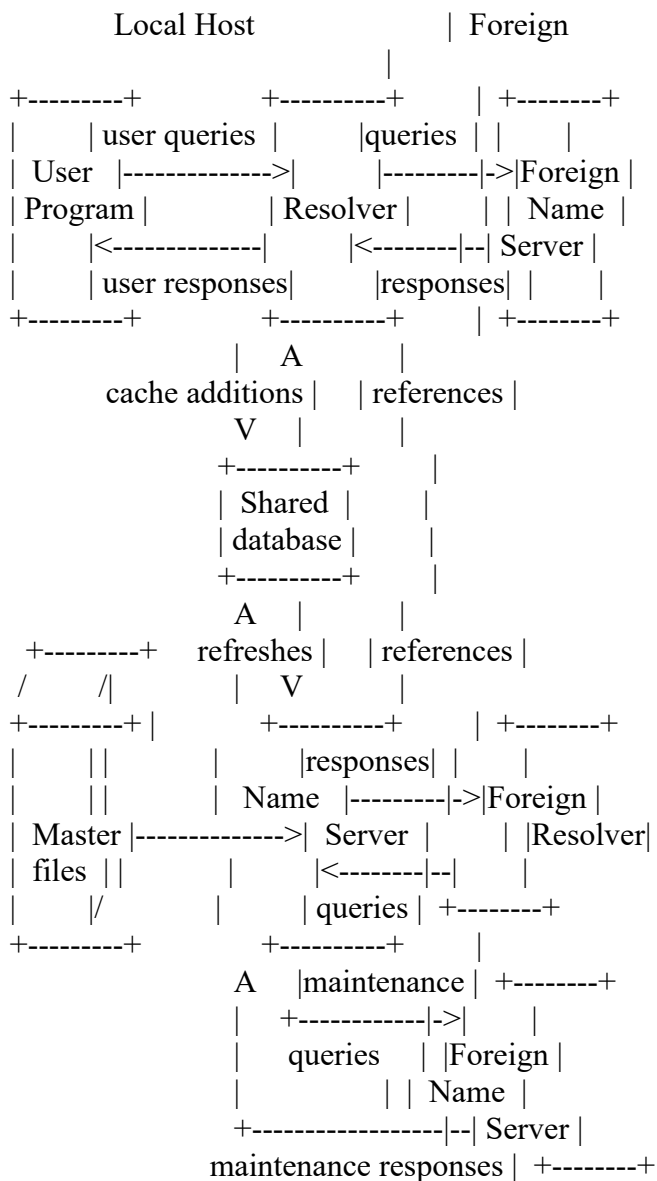 Local Host | Foreign
|
+---------+ +----------+ | +--------+
| | user queries | |queries | | |
| User |-------------->| |---------|->|Foreign |
| Program | | Resolver | | | Name |
| |<--------------| |<--------|--| Server |
| | user responses| |responses| | |
+---------+ +----------+ | +--------+
| A |
cache additions | | references |
V | |
+----------+ |
| Shared | |
| database | |
+----------+ |
A | |
+---------+ refreshes | | references |
/ /| | V |
+---------+ | +----------+ | +--------+
| | | | |responses| | |
| | | | Name |---------|->|Foreign |
| Master |-------------->| Server | | |Resolver|
| files | | | |<--------|--| |
| |/ | | queries | +--------+
+---------+ +----------+ |
A |maintenance | +--------+
| +------------|->| |
| queries | |Foreign |
| | | Name |
+------------------|--| Server |
maintenance responses | +--------+